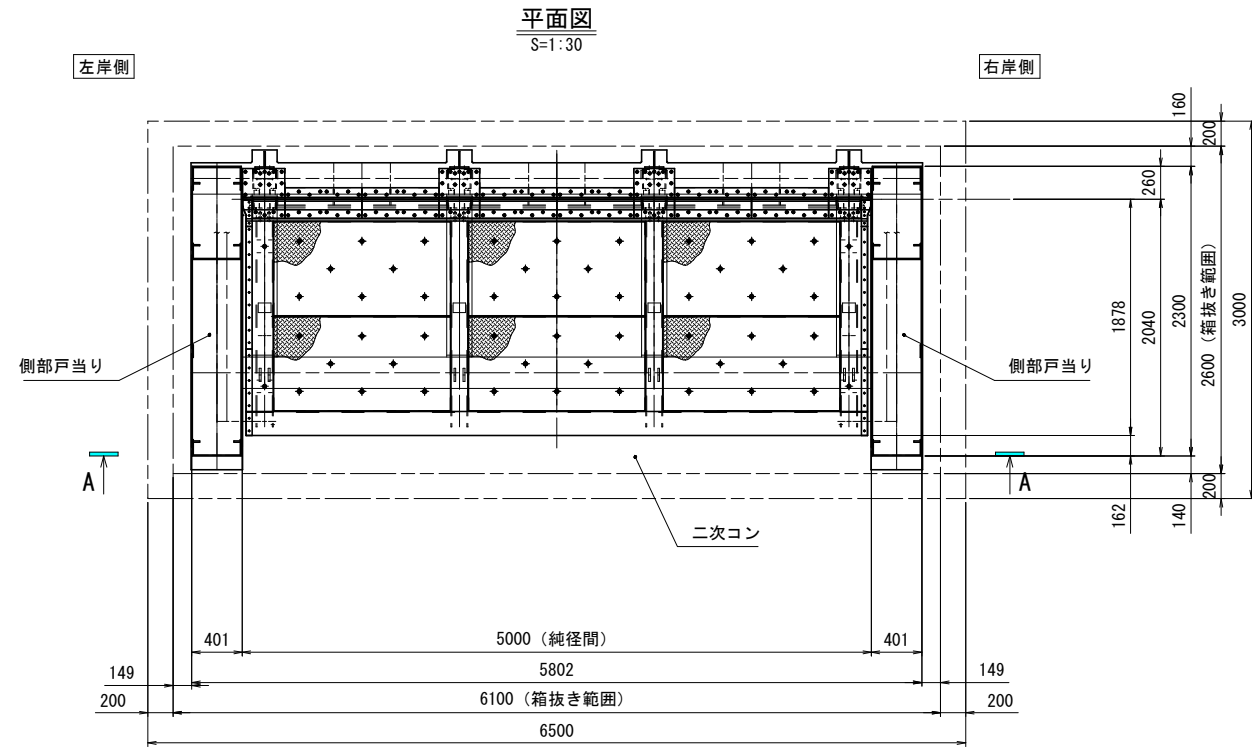 平面図
S=1:30
左岸側
右岸側
160
200
260
1878
2040
2300
2600 (箱抜き範囲)
3000
側部戸当り
側部戸当り
A
A
162
140
200
二次コン
401
5000 (純径間)
401
149
5802
149
200
6100 (箱抜き範囲)
200
6500